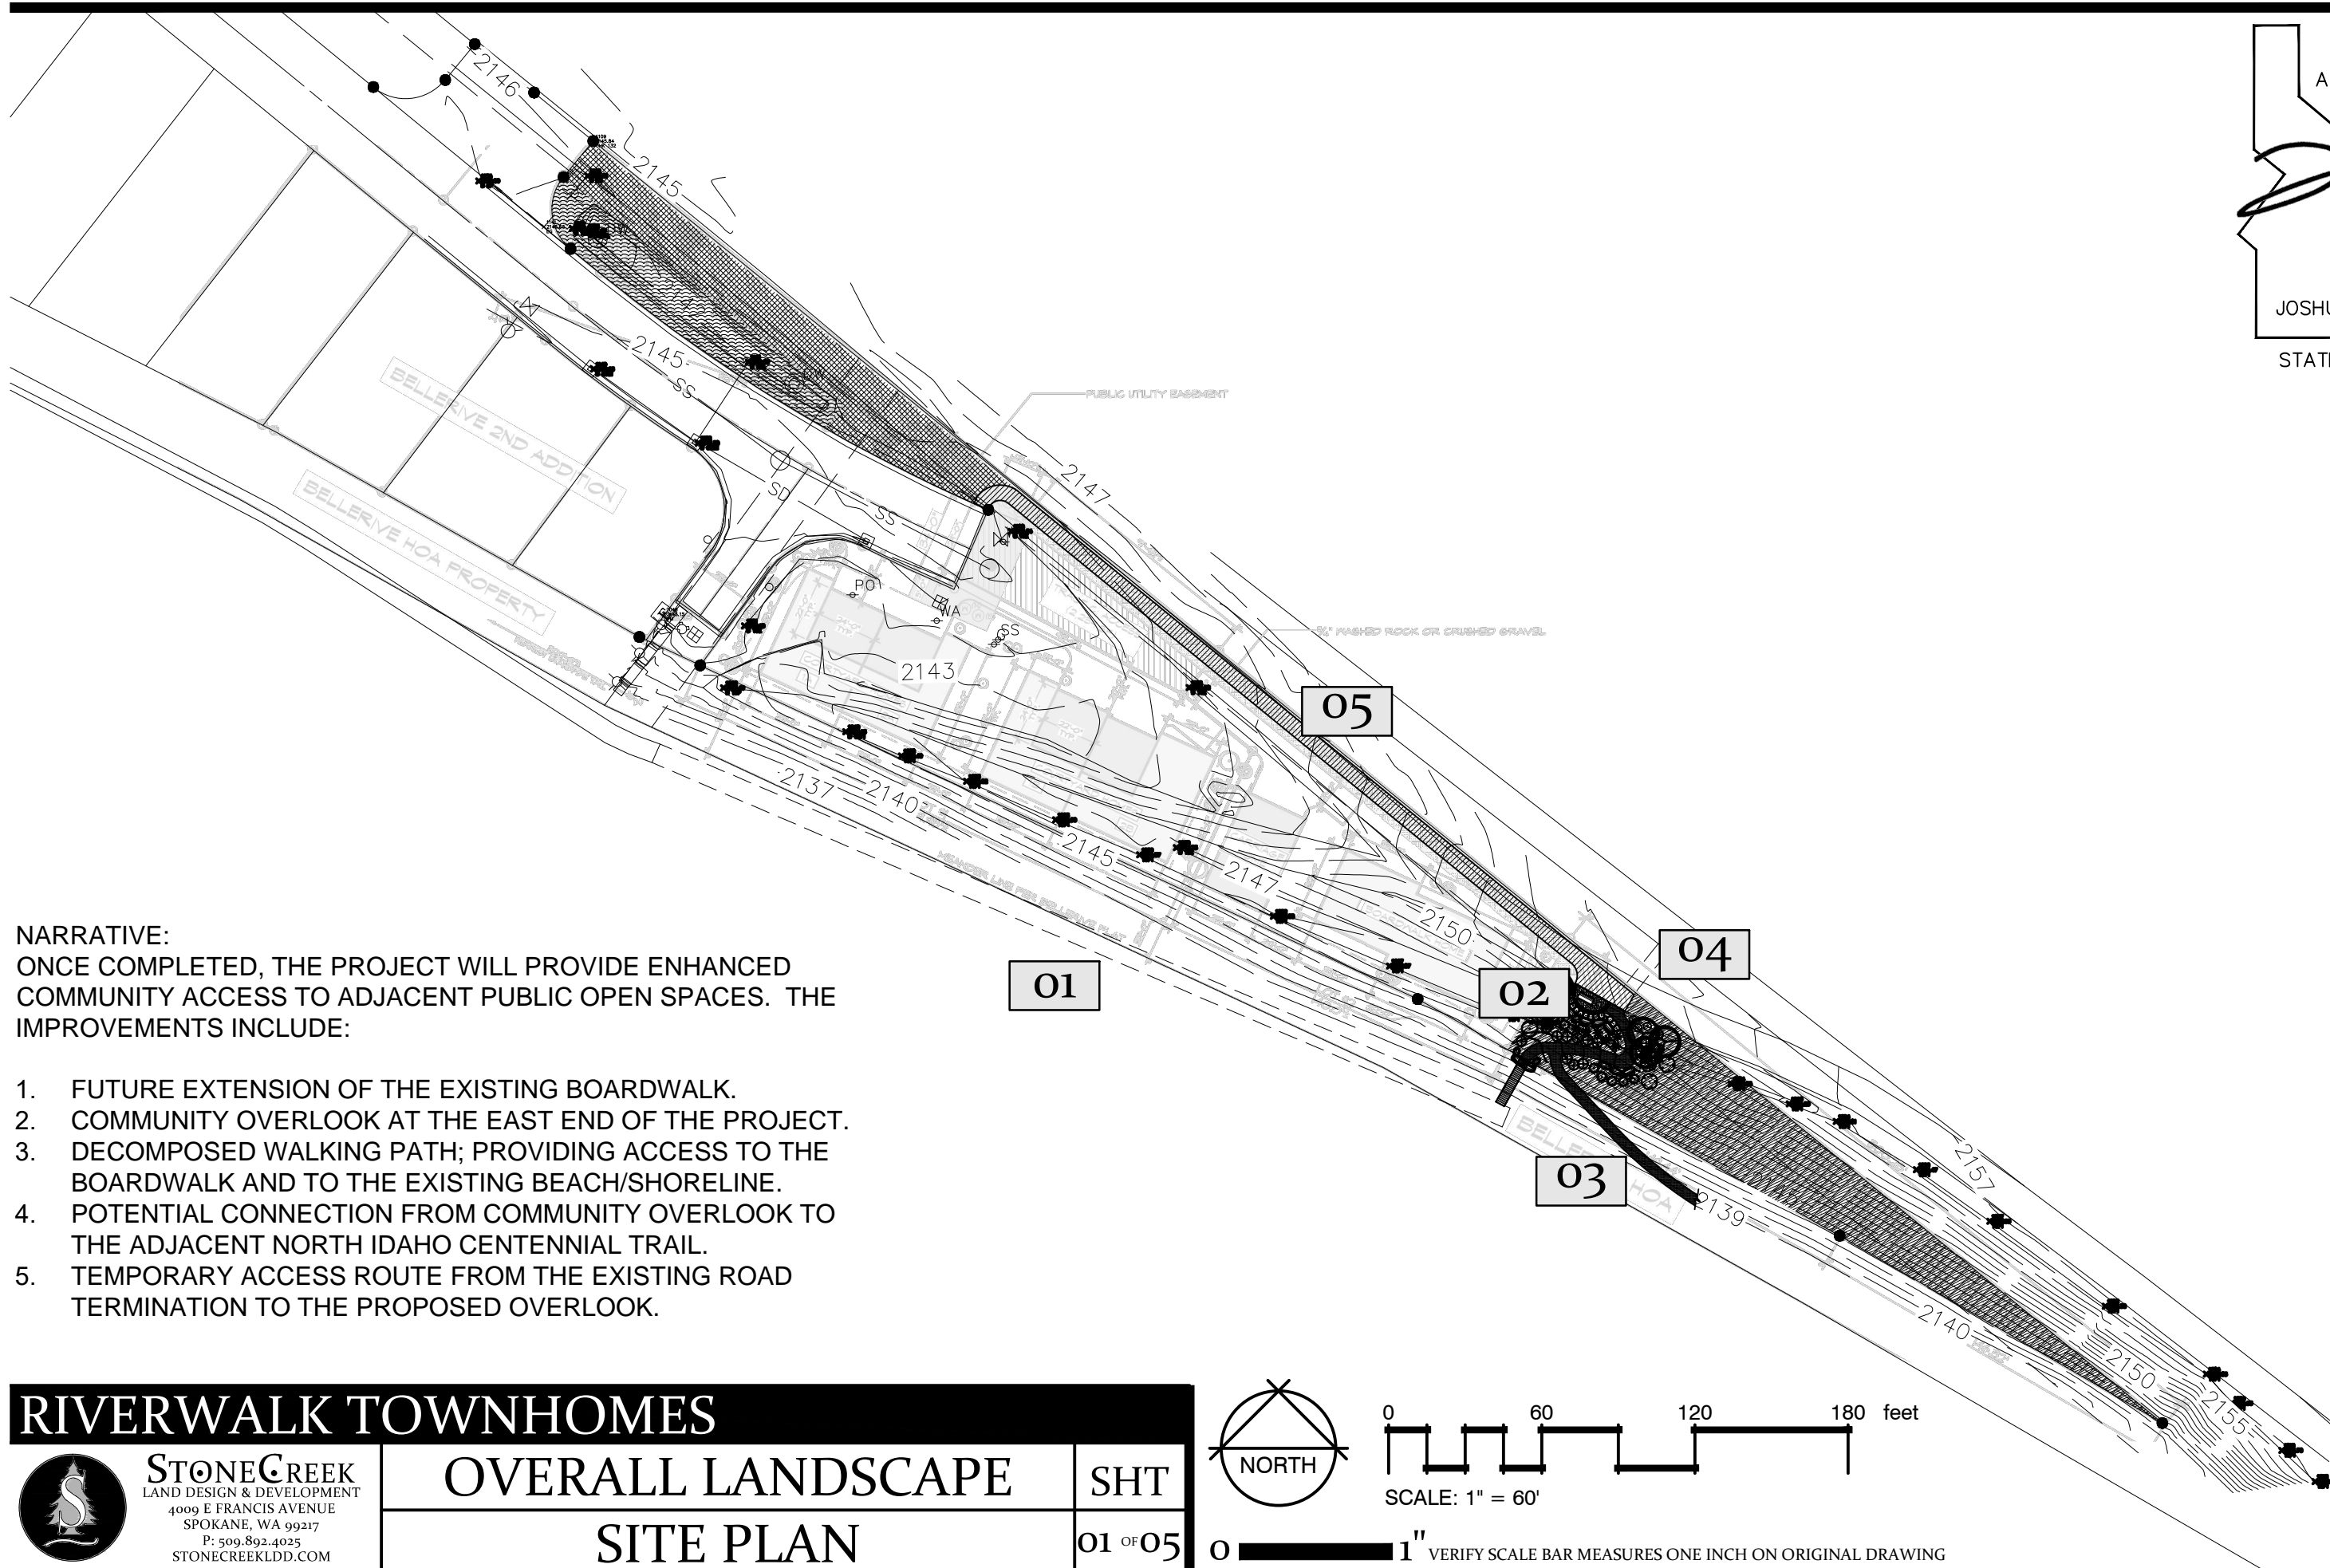 2146
2145
A
JOSHU
STAT
2145
SS
PUBLIC UTILITY EASEMENT
BELLERIVE 2ND ADDITION
2147
SD
SS
BELLERIVE HOA PROPERTY
PO
WA
SS
¾" WASHED ROCK OR CRUSHED GRAVEL
2143
05
2137
2140
2145
2147
MEANDER LINE PER BELLERIVE PLAT
2150
04
01
02
03
HOA
2139
2157
2140
2150
2155
NARRATIVE:
ONCE COMPLETED, THE PROJECT WILL PROVIDE ENHANCED
COMMUNITY ACCESS TO ADJACENT PUBLIC OPEN SPACES. THE
IMPROVEMENTS INCLUDE:
1. FUTURE EXTENSION OF THE EXISTING BOARDWALK.
2. COMMUNITY OVERLOOK AT THE EAST END OF THE PROJECT.
3. DECOMPOSED WALKING PATH; PROVIDING ACCESS TO THE
BOARDWALK AND TO THE EXISTING BEACH/SHORELINE.
4. POTENTIAL CONNECTION FROM COMMUNITY OVERLOOK TO
THE ADJACENT NORTH IDAHO CENTENNIAL TRAIL.
5. TEMPORARY ACCESS ROUTE FROM THE EXISTING ROAD
TERMINATION TO THE PROPOSED OVERLOOK.
RIVERWALK TOWNHOMES
S
STONECREEK
LAND DESIGN & DEVELOPMENT
4009 E FRANCIS AVENUE
SPOKANE, WA 99217
P: 509.892.4025
STONECREEKLDD.COM
OVERALL LANDSCAPE
SITE PLAN
SHT
01 OF 05
NORTH
0 60 120 180 feet
SCALE: 1" = 60'
0 1" VERIFY SCALE BAR MEASURES ONE INCH ON ORIGINAL DRAWING